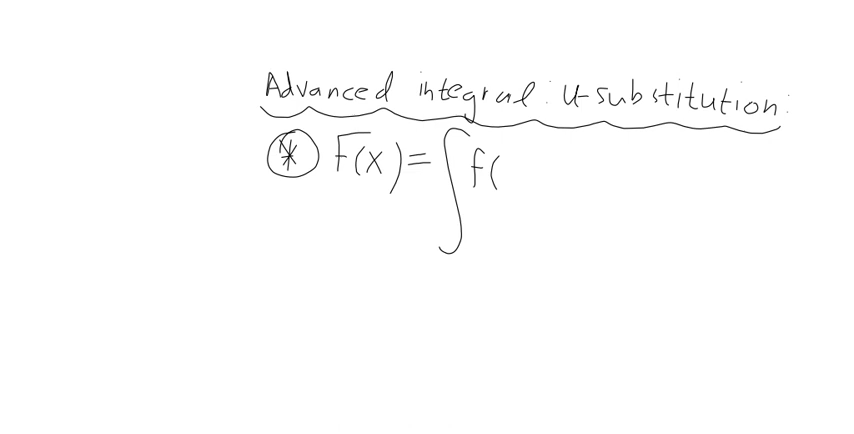 Advanced integral: u-substitution:
⊛ F(x) = ∫ f(